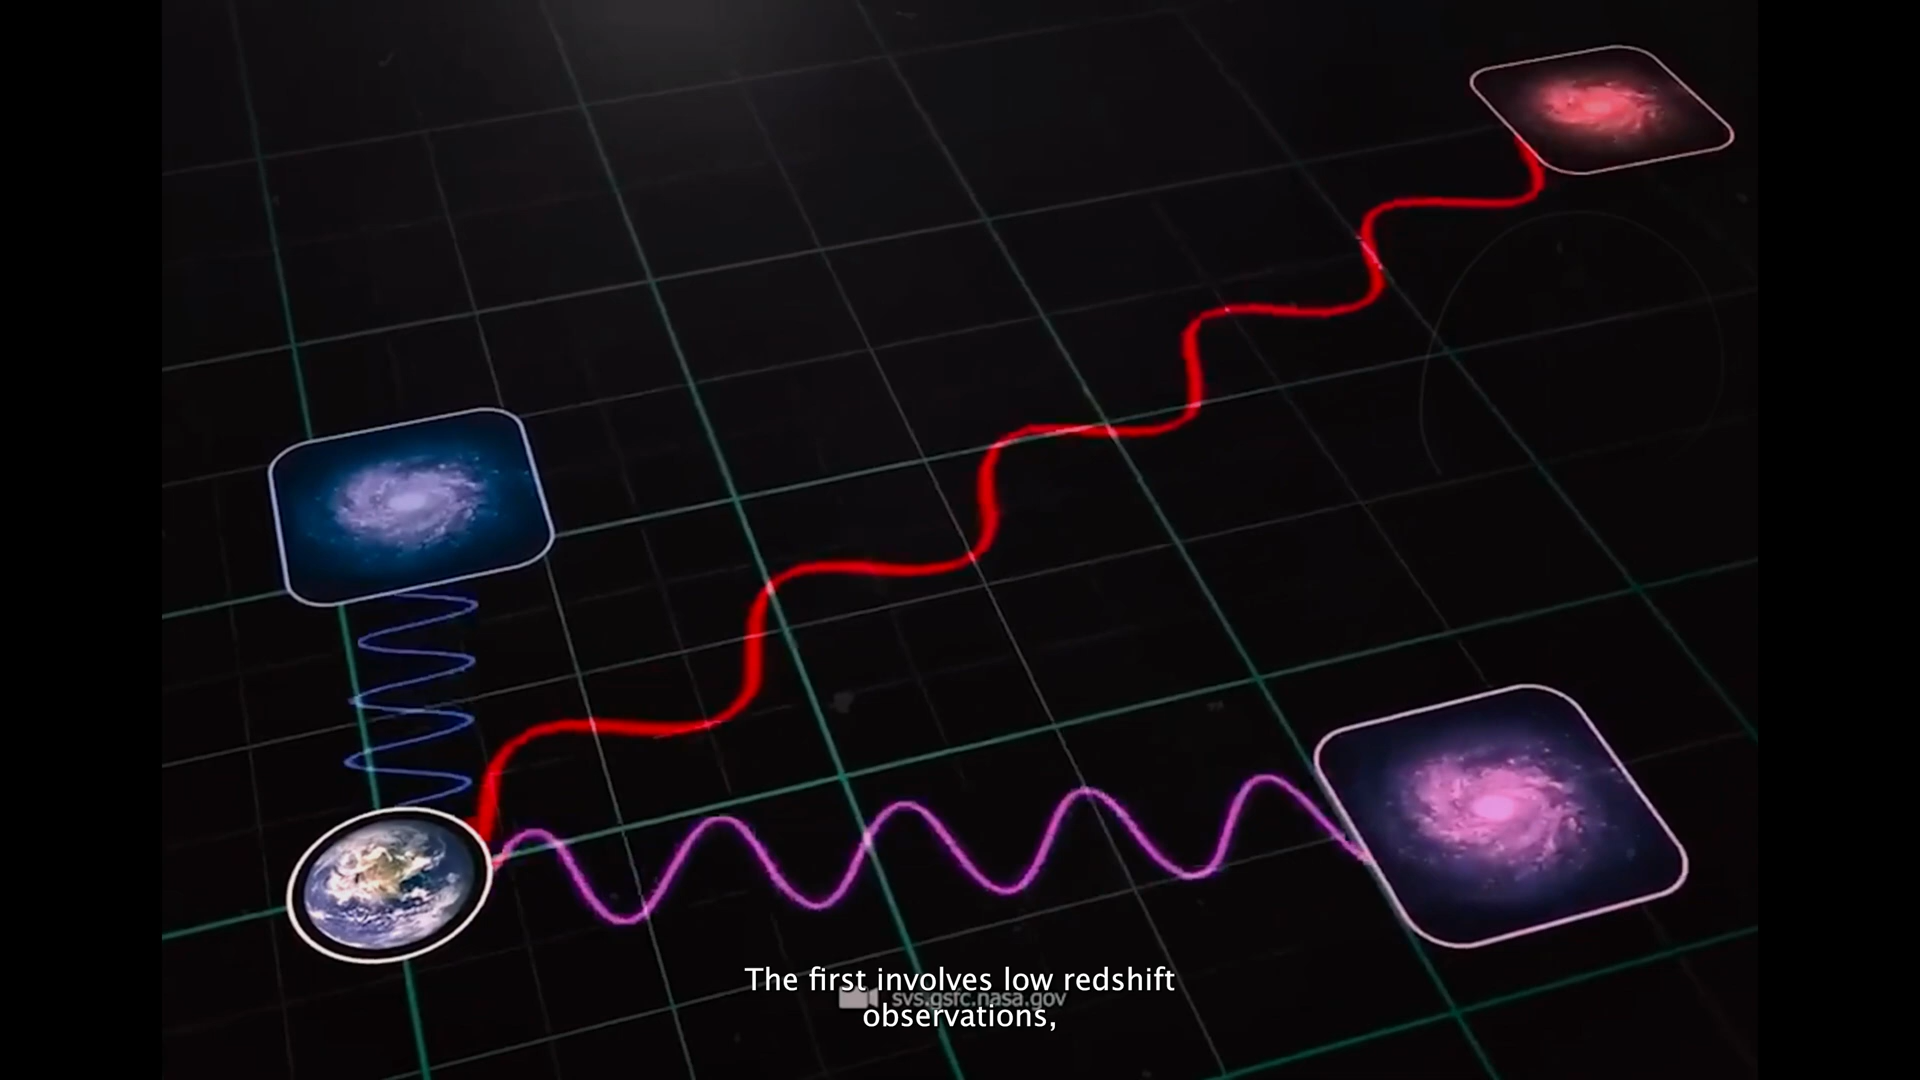 The first involves low redshift
svs.gsfc.nasa.gov
observations,